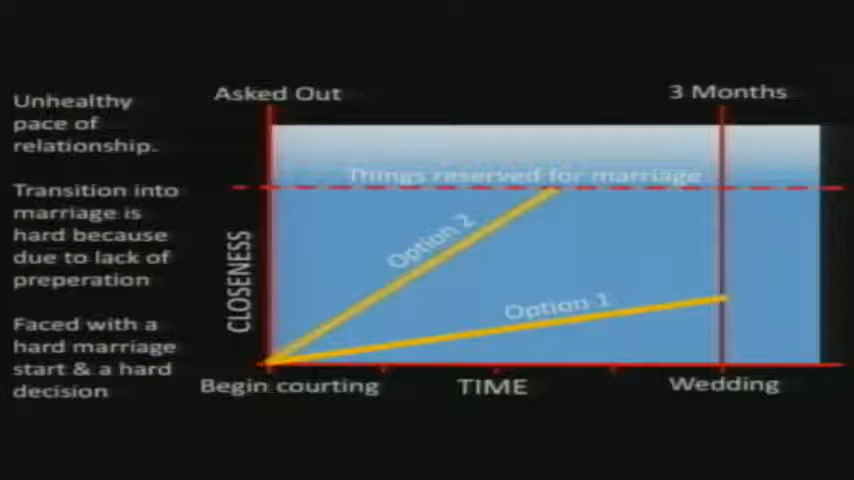 Unhealthy
pace of
relationship.
Transition into
marriage is
hard because
due to lack of
preperation
Faced with a
hard marriage
start & a hard
decision
Asked Out
3 Months
Things reserved for marriage
Option 2
Option 1
CLOSENESS
Begin courting
TIME
Wedding